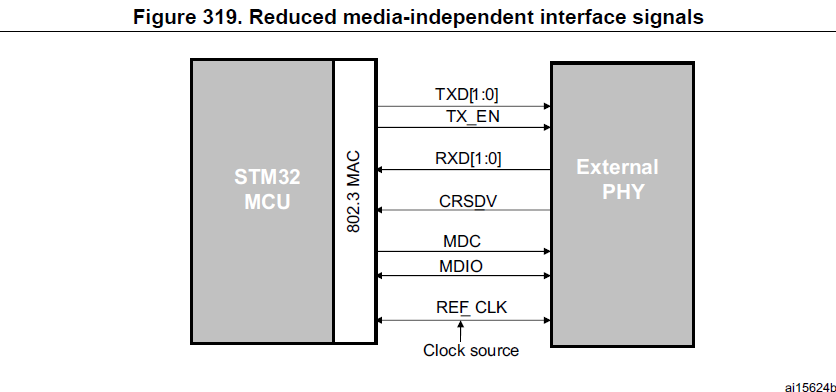 Figure 319. Reduced media-independent interface signals
STM32
MCU
802.3 MAC
TXD[1:0]
TX_EN
RXD[1:0]
CRSDV
MDC
MDIO
REF_CLK
Clock source
External
PHY
ai15624b